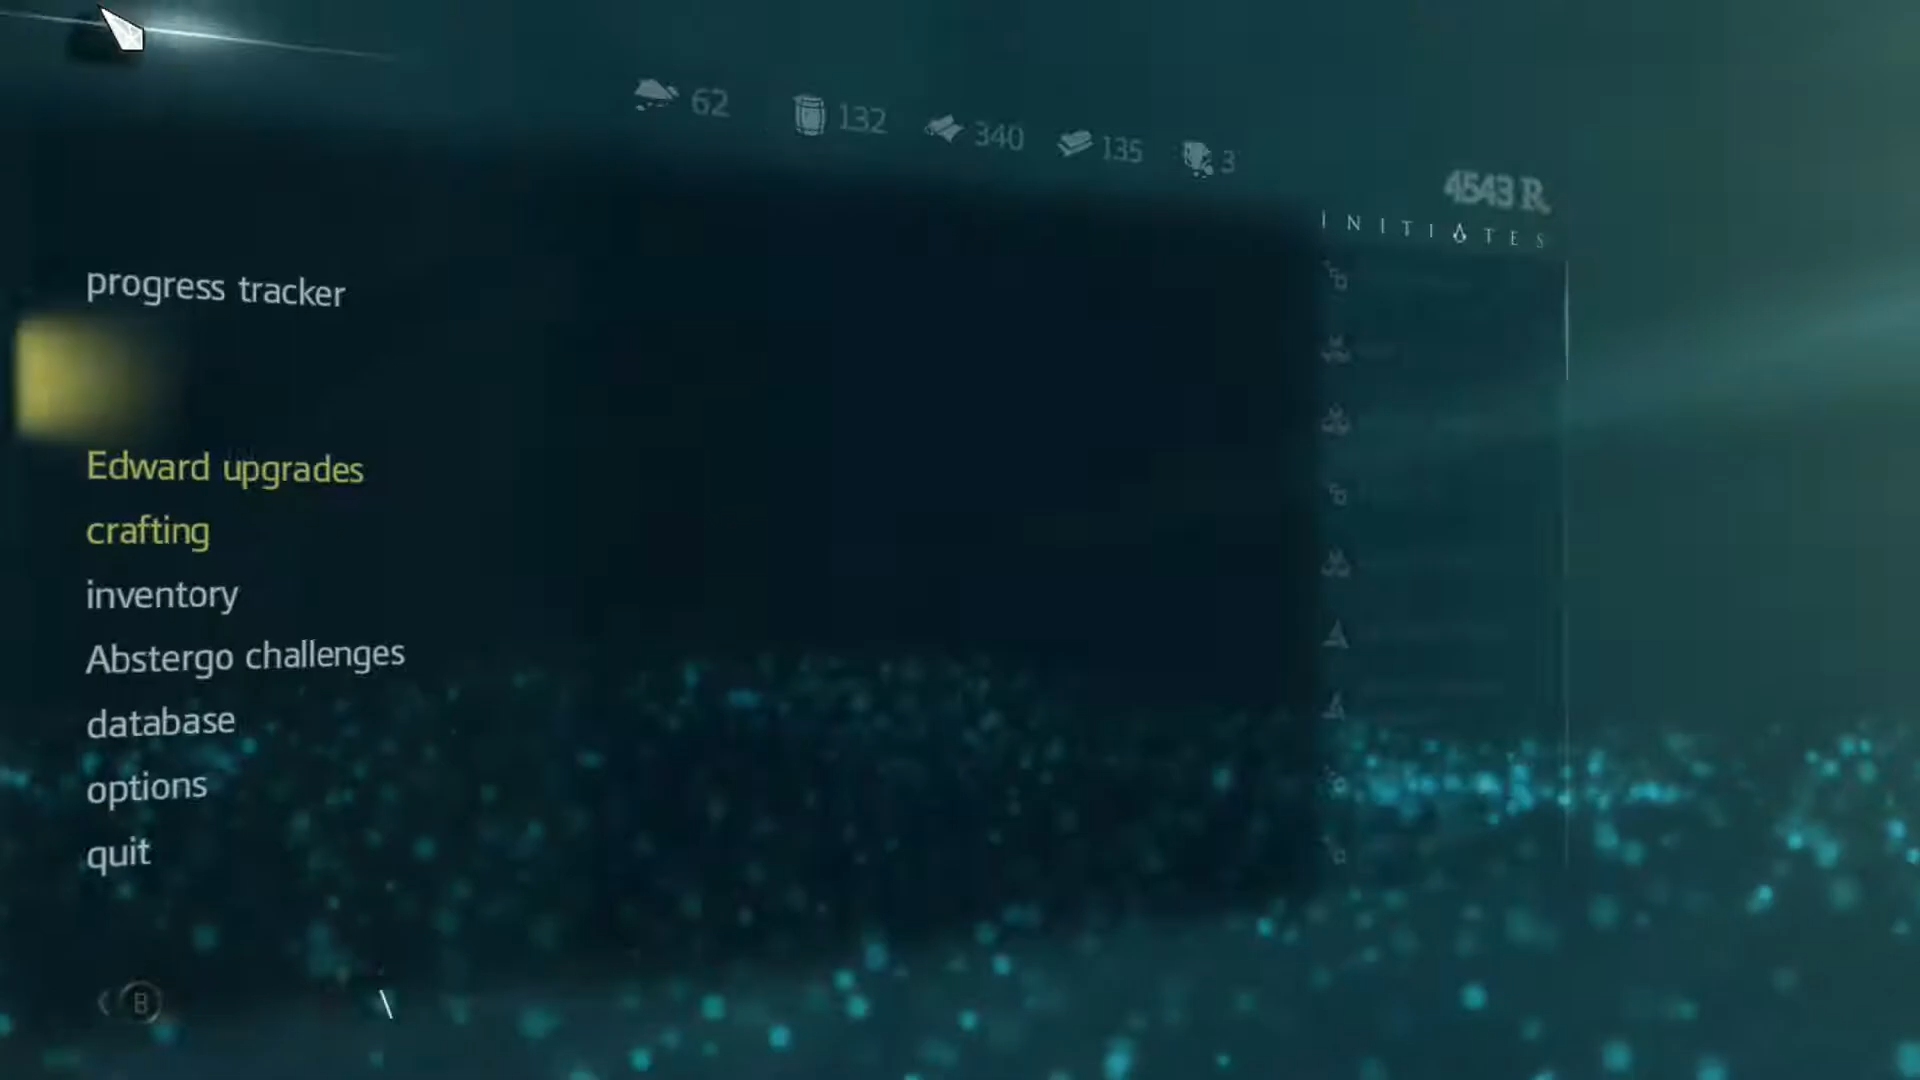 62 132 340 135 3
4543 R
INITIATES
progress tracker
Edward upgrades
crafting
inventory
Abstergo challenges
database
options
quit
B